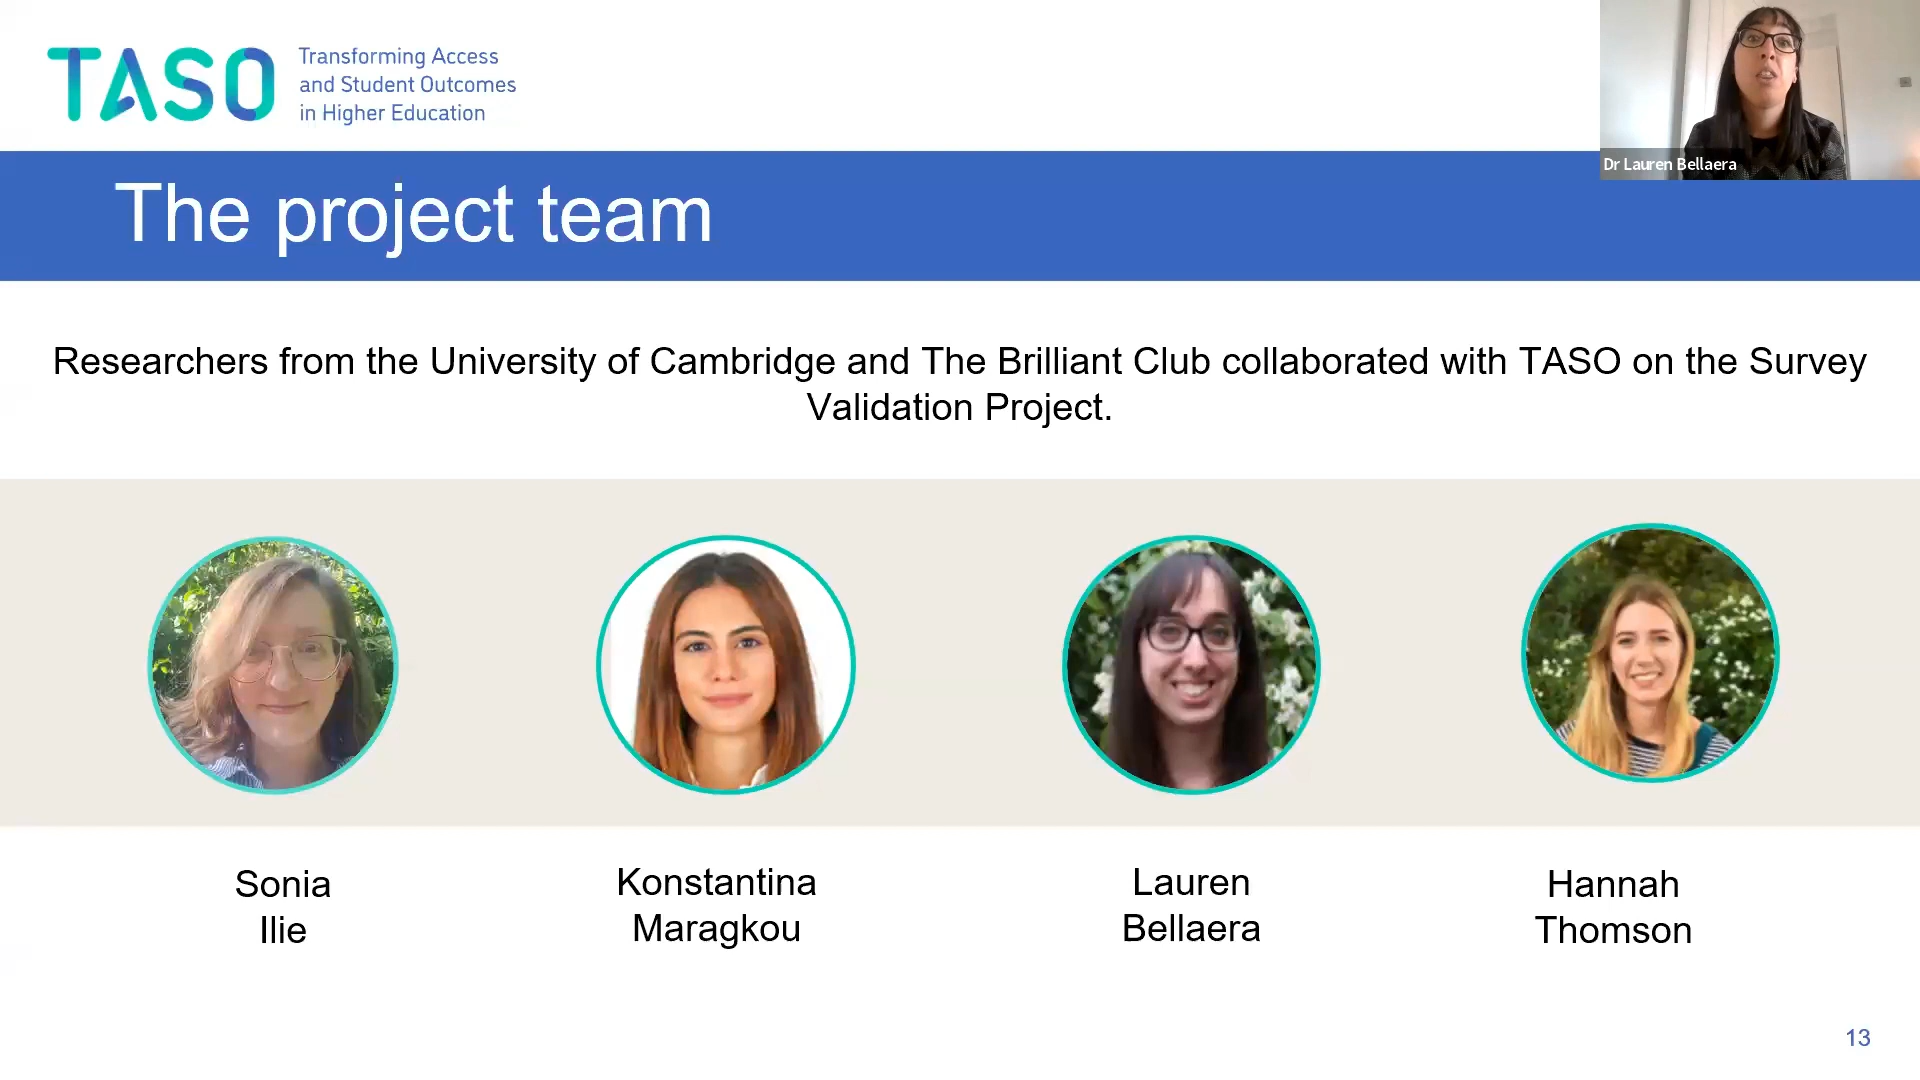 TASO
Transforming Access
and Student Outcomes
in Higher Education
Dr Lauren Bellaera
The project team
Researchers from the University of Cambridge and The Brilliant Club collaborated with TASO on the Survey
Validation Project.
Sonia
Ilie
Konstantina
Maragkou
Lauren
Bellaera
Hannah
Thomson
13